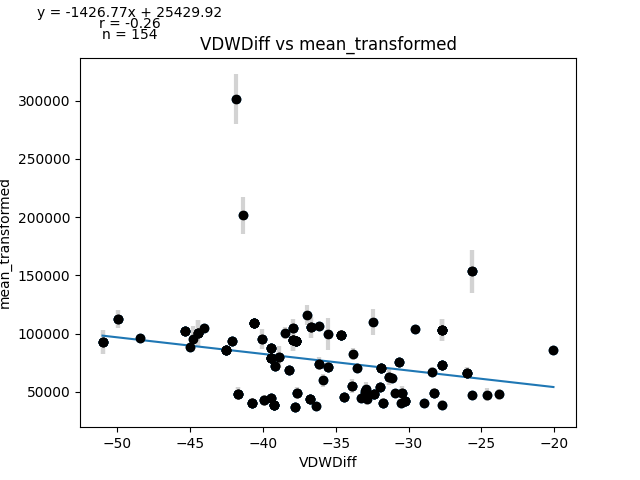 y = -1426.77x + 25429.92
r = -0.26
n = 154
VDWDiff vs mean_transformed
300000
250000
200000
150000
100000
50000
mean_transformed
−50 −45 −40 −35 −30 −25 −20
VDWDiff